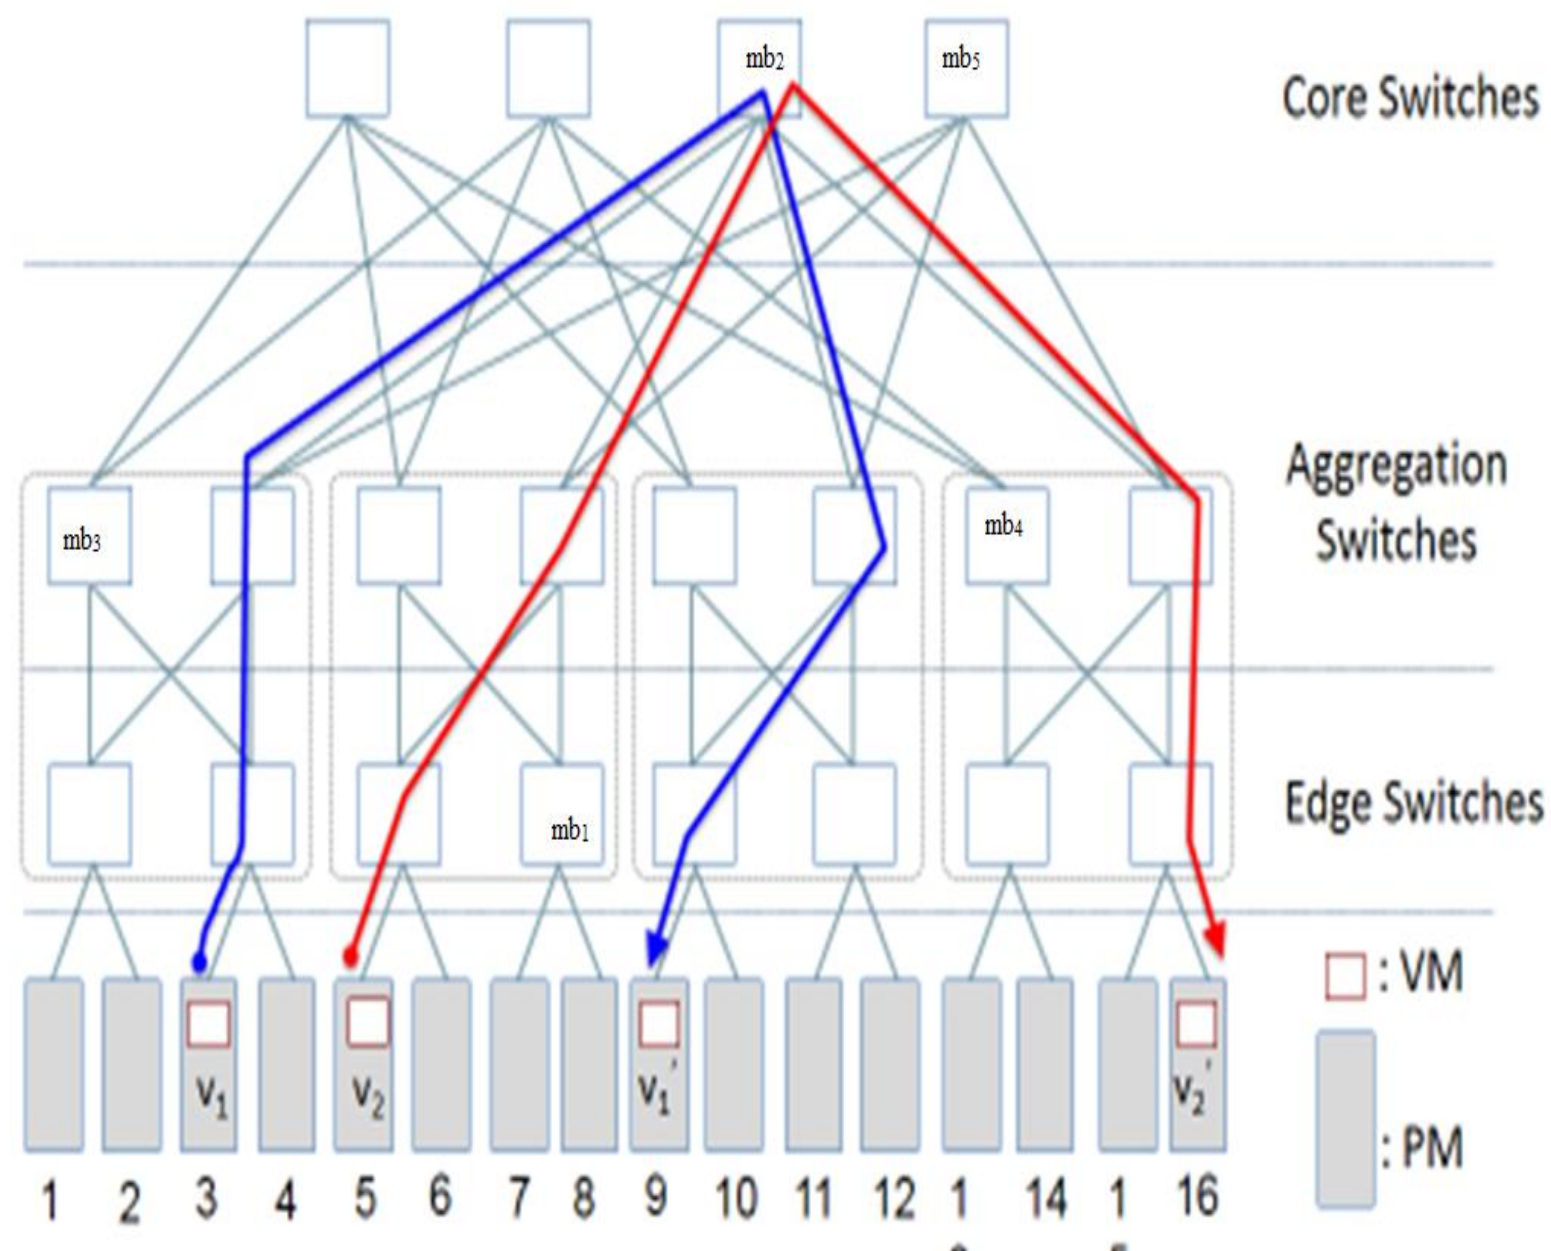 mb2
mb5
Core Switches
Aggregation
Switches
mb3
mb4
Edge Switches
mb1
: VM
v1
v2
v1'
v2'
: PM
1 2 3 4 5 6 7 8 9 10 11 12 1 14 1 16